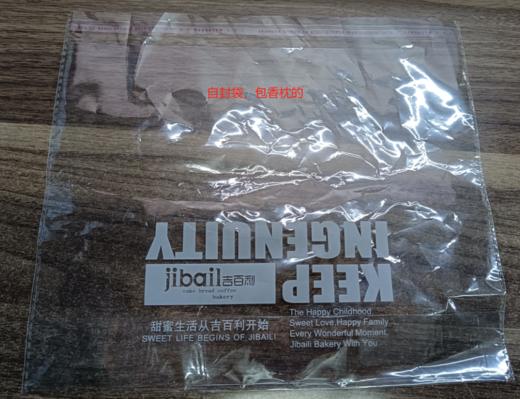 自封袋，包香枕的
KEEP
INGENUITY
jibail吉百利
cake bread coffee
bakery
甜蜜生活从吉百利开始
SWEET LIFE BEGINS OF JIBAILI
The Happy Childhood
Sweet Love,Happy Family
Every Wonderful Moment,
Jibaili Bakery With You